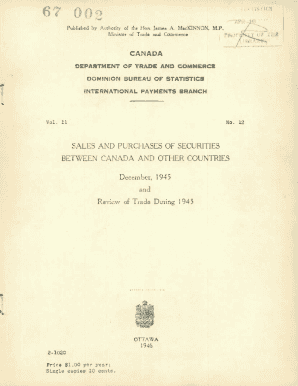 67 002
Published by Authority of the Hon. James A. MacKINNON, M.P.
Minister of Trade and Commerce
CANADA
DEPARTMENT OF TRADE AND COMMERCE
DOMINION BUREAU OF STATISTICS
INTERNATIONAL PAYMENTS BRANCH
Vol. 11
No. 12
SALES AND PURCHASES OF SECURITIES
BETWEEN CANADA AND OTHER COUNTRIES
December, 1945
and
Review of Trade During 1945
OTTAWA
1946
Price $1.00 per year:
Single copies 10 cents.